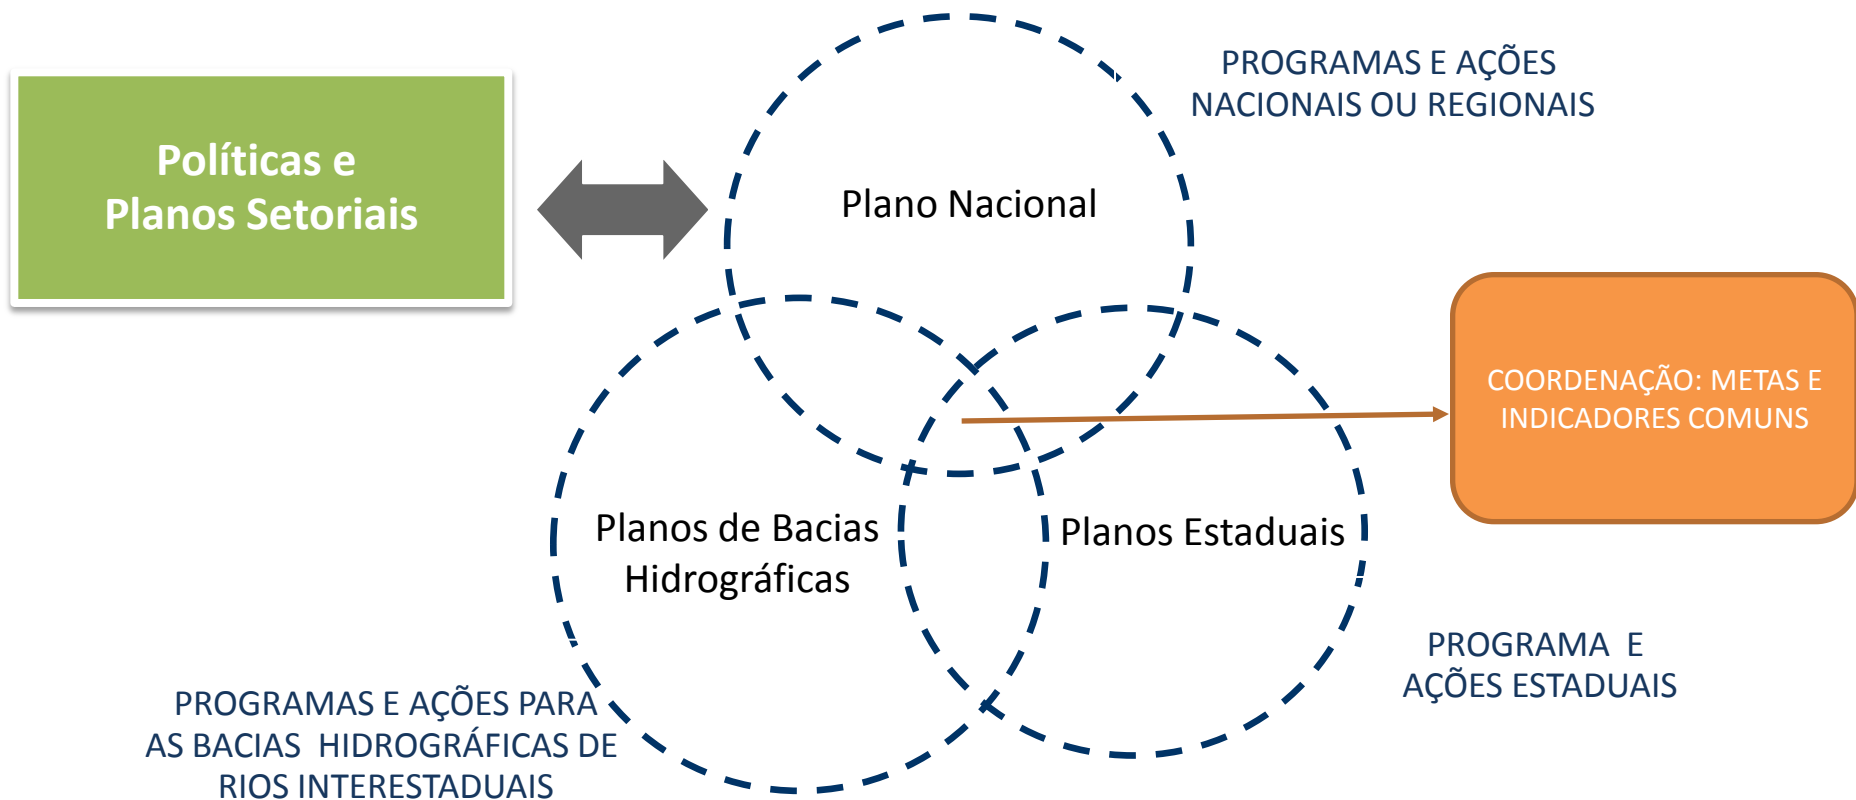 PROGRAMAS E AÇÕES
NACIONAIS OU REGIONAIS
Políticas e
Planos Setoriais
Plano Nacional
COORDENAÇÃO: METAS E
INDICADORES COMUNS
Planos de Bacias
Hidrográficas
Planos Estaduais
PROGRAMA E
AÇÕES ESTADUAIS
PROGRAMAS E AÇÕES PARA
AS BACIAS HIDROGRÁFICAS DE
RIOS INTERESTADUAIS